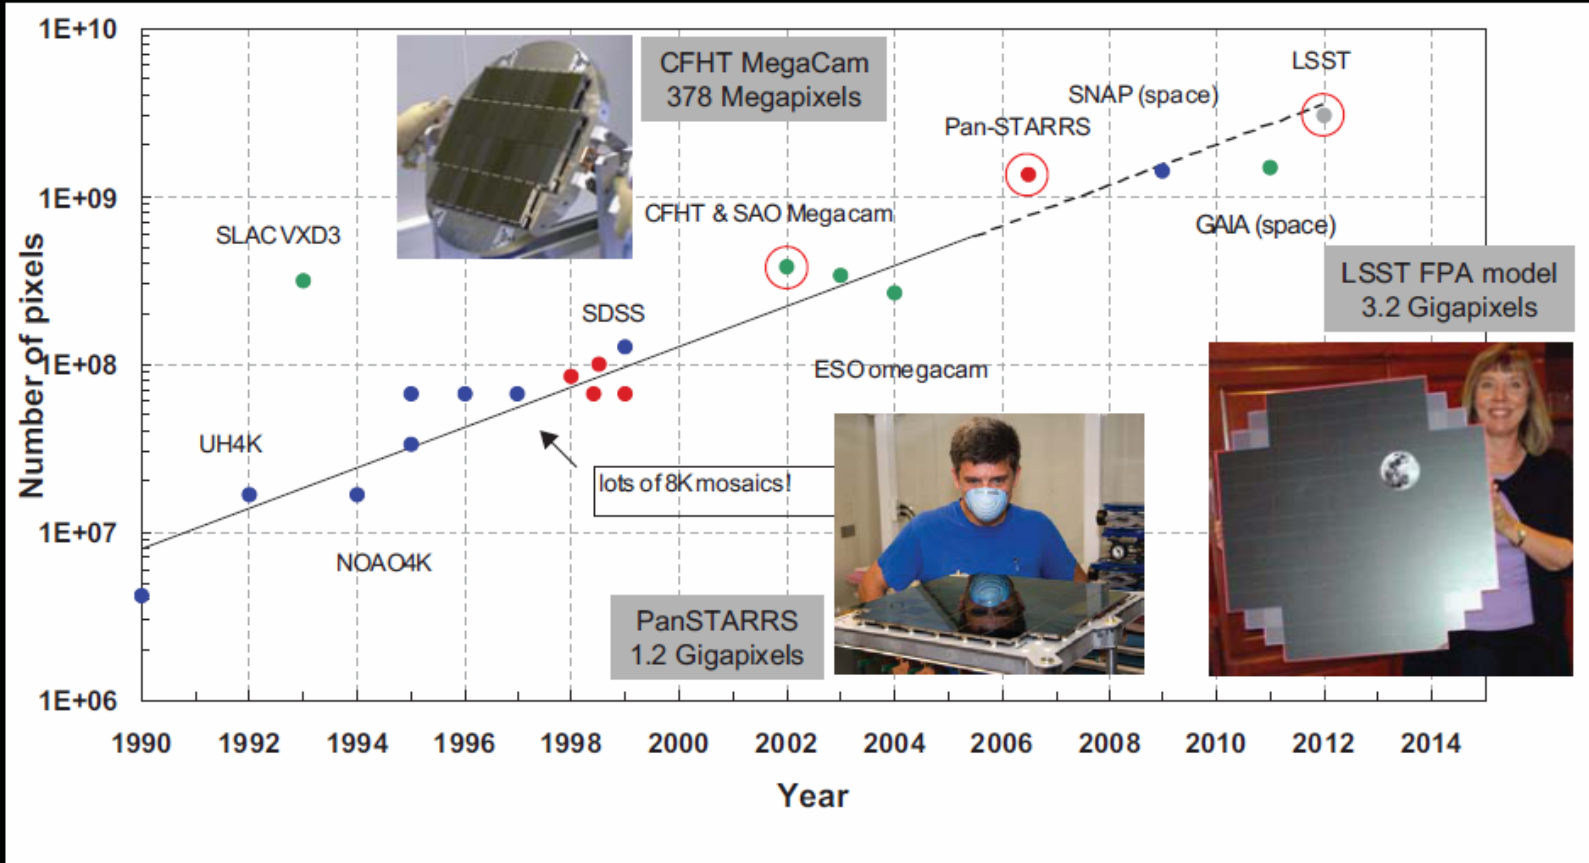 1E+10
1E+09
1E+08
1E+07
1E+06
Number of pixels
CFHT MegaCam
378 Megapixels
LSST
SNAP (space)
Pan-STARRS
CFHT & SAO Megacam
SLAC VXD3
GAIA (space)
LSST FPA model
3.2 Gigapixels
SDSS
ESO omegacam
UH4K
lots of 8K mosaics!
NOAO4K
PanSTARRS
1.2 Gigapixels
1990 1992 1994 1996 1998 2000 2002 2004 2006 2008 2010 2012 2014
Year